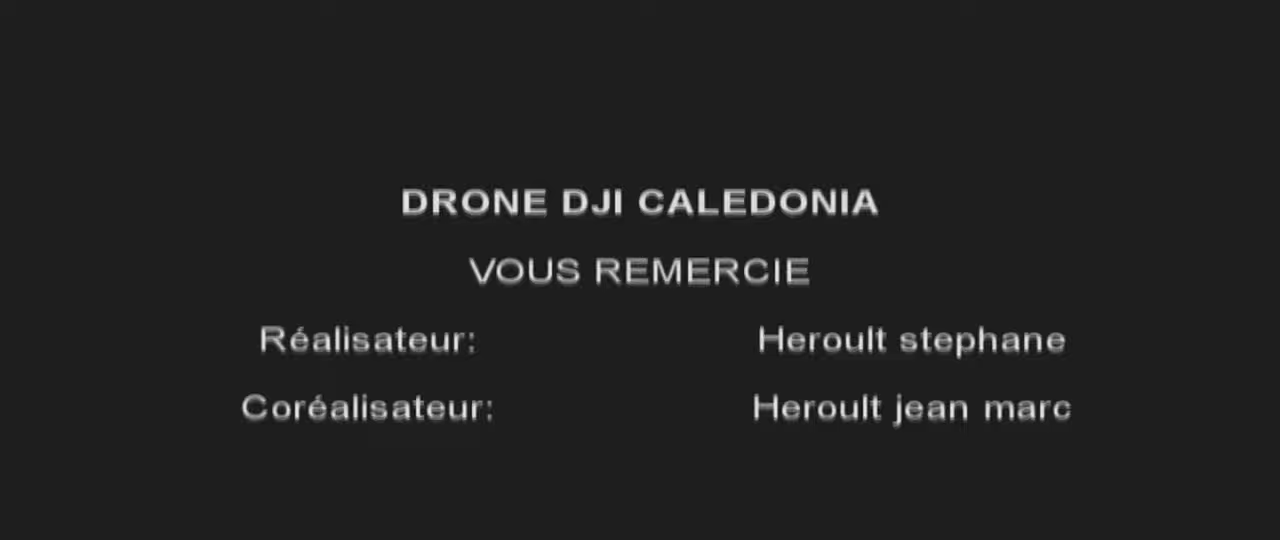 DRONE DJI CALEDONIA
VOUS REMERCIE
Réalisateur: Heroult stephane
Coréalisateur: Heroult jean marc